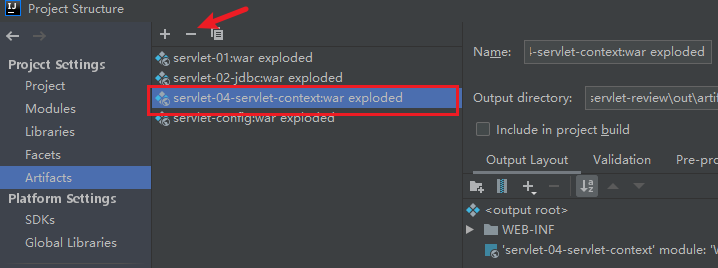 IJ
Project Structure
Project Settings
Project
Modules
Libraries
Facets
Artifacts
Platform Settings
SDKs
Global Libraries
servlet-01:war exploded
servlet-02-jdbc:war exploded
servlet-04-servlet-context:war exploded
servlet-config:war exploded
Name:
-servlet-context:war exploded
Output directory:
servlet-review\out\artif
Include in project build
Output Layout
Validation
Pre-pro
<output root>
WEB-INF
'servlet-04-servlet-context' module: 'W